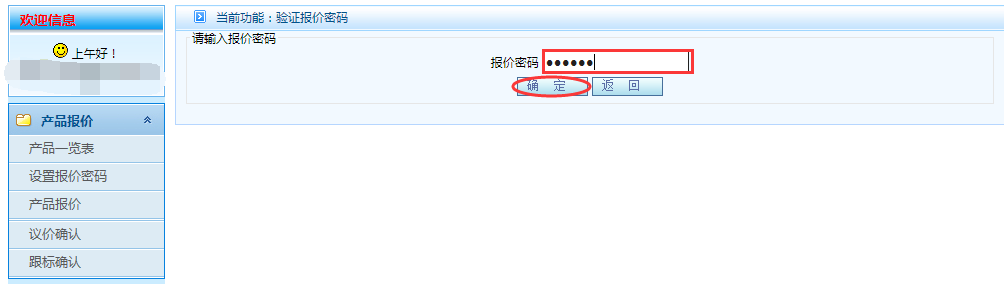 欢迎信息
上午好！
产品报价
产品一览表
设置报价密码
产品报价
议价确认
跟标确认
当前功能：验证报价密码
请输入报价密码
报价密码 ●●●●●●
确 定 返 回